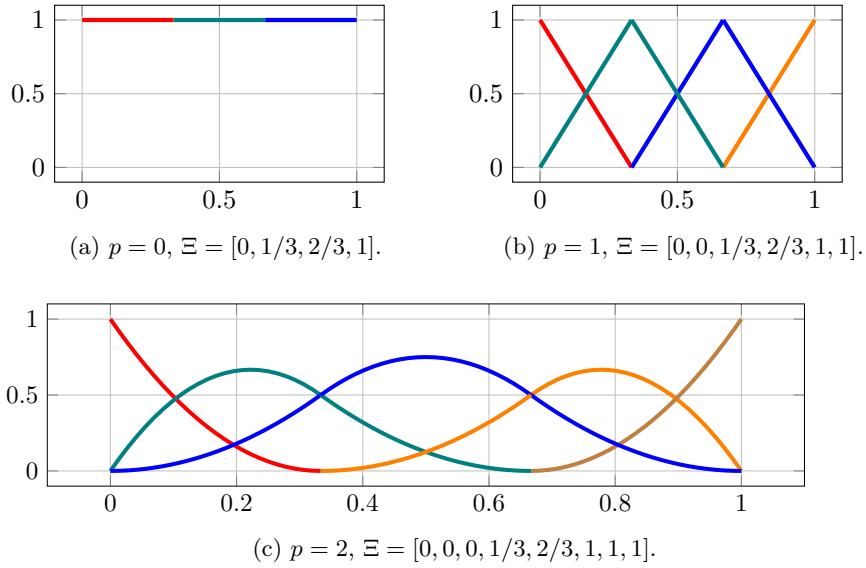 1
0.5
0
0 0.5 1
(a) p = 0, Ξ = [0, 1/3, 2/3, 1].
1
0.5
0
0 0.5 1
(b) p = 1, Ξ = [0, 0, 1/3, 2/3, 1, 1].
1
0.5
0
0 0.2 0.4 0.6 0.8 1
(c) p = 2, Ξ = [0, 0, 0, 1/3, 2/3, 1, 1, 1].